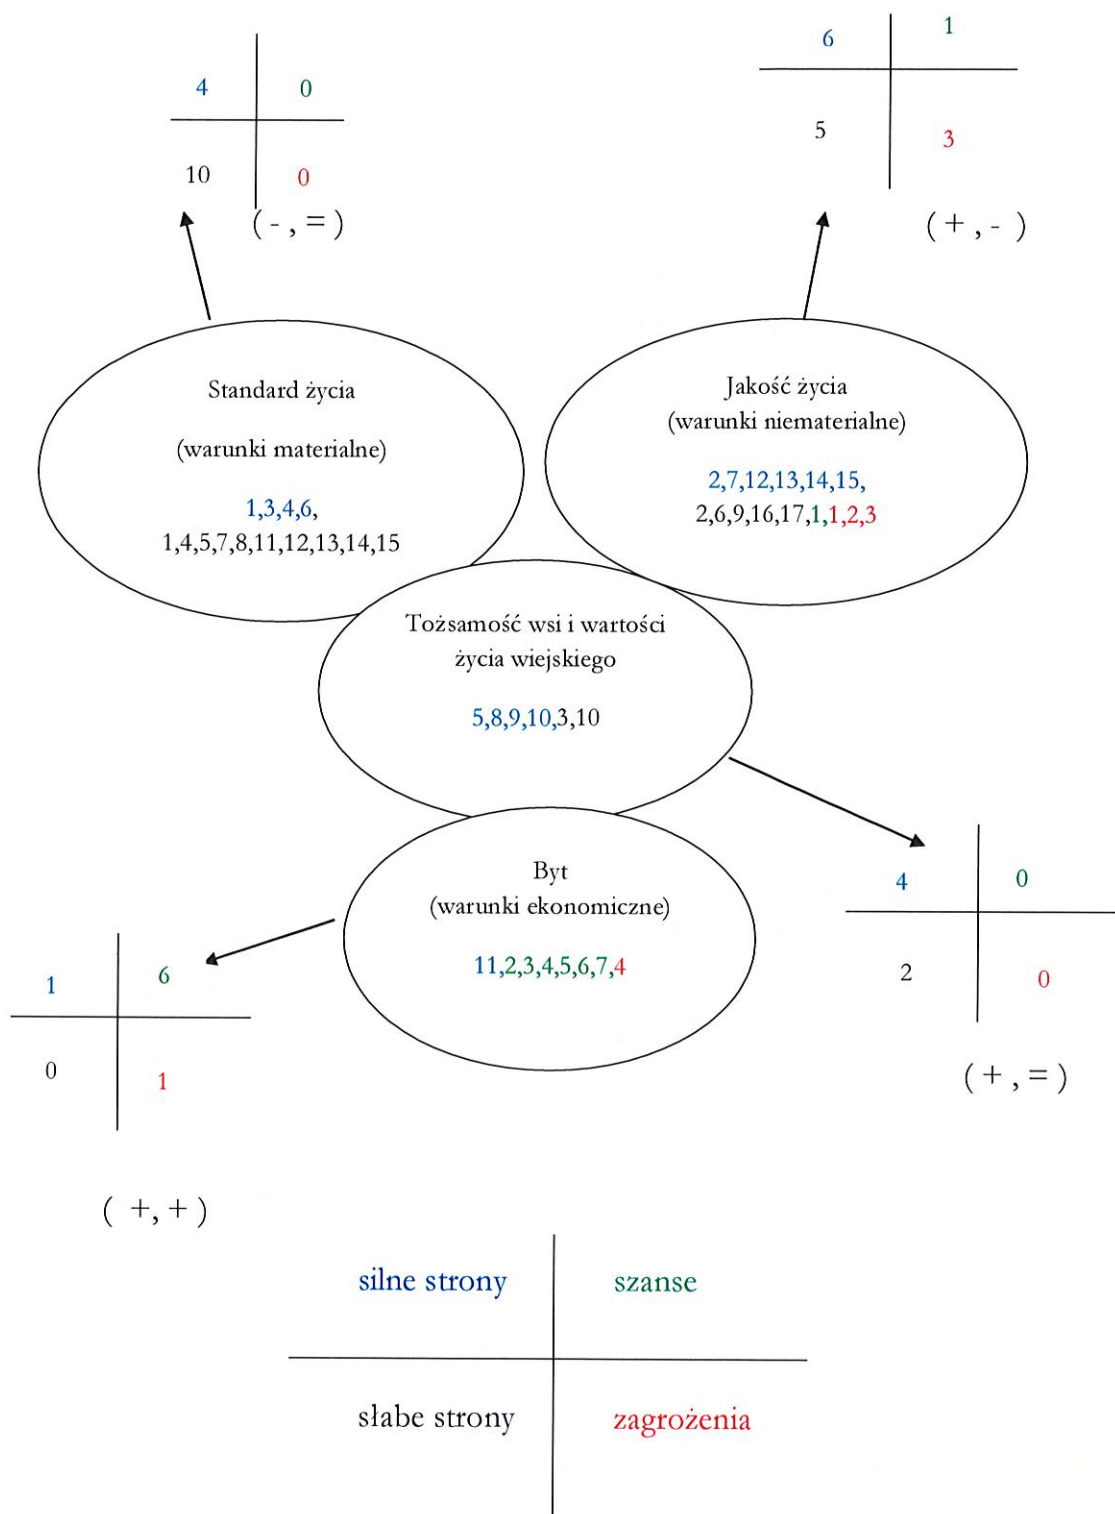 4 0
10 0
( - , = )
6 1
5 3
( + , - )
Standard życia
(warunki materialne)
1,3,4,6,
1,4,5,7,8,11,12,13,14,15
Jakość życia
(warunki niematerialne)
2,7,12,13,14,15,
2,6,9,16,17,1,1,2,3
Tożsamość wsi i wartości
życia wiejskiego
5,8,9,10,3,10
Byt
(warunki ekonomiczne)
11,2,3,4,5,6,7,4
4 0
2 0
( + , = )
1 6
0 1
( +, + )
silne strony szanse
słabe strony zagrożenia